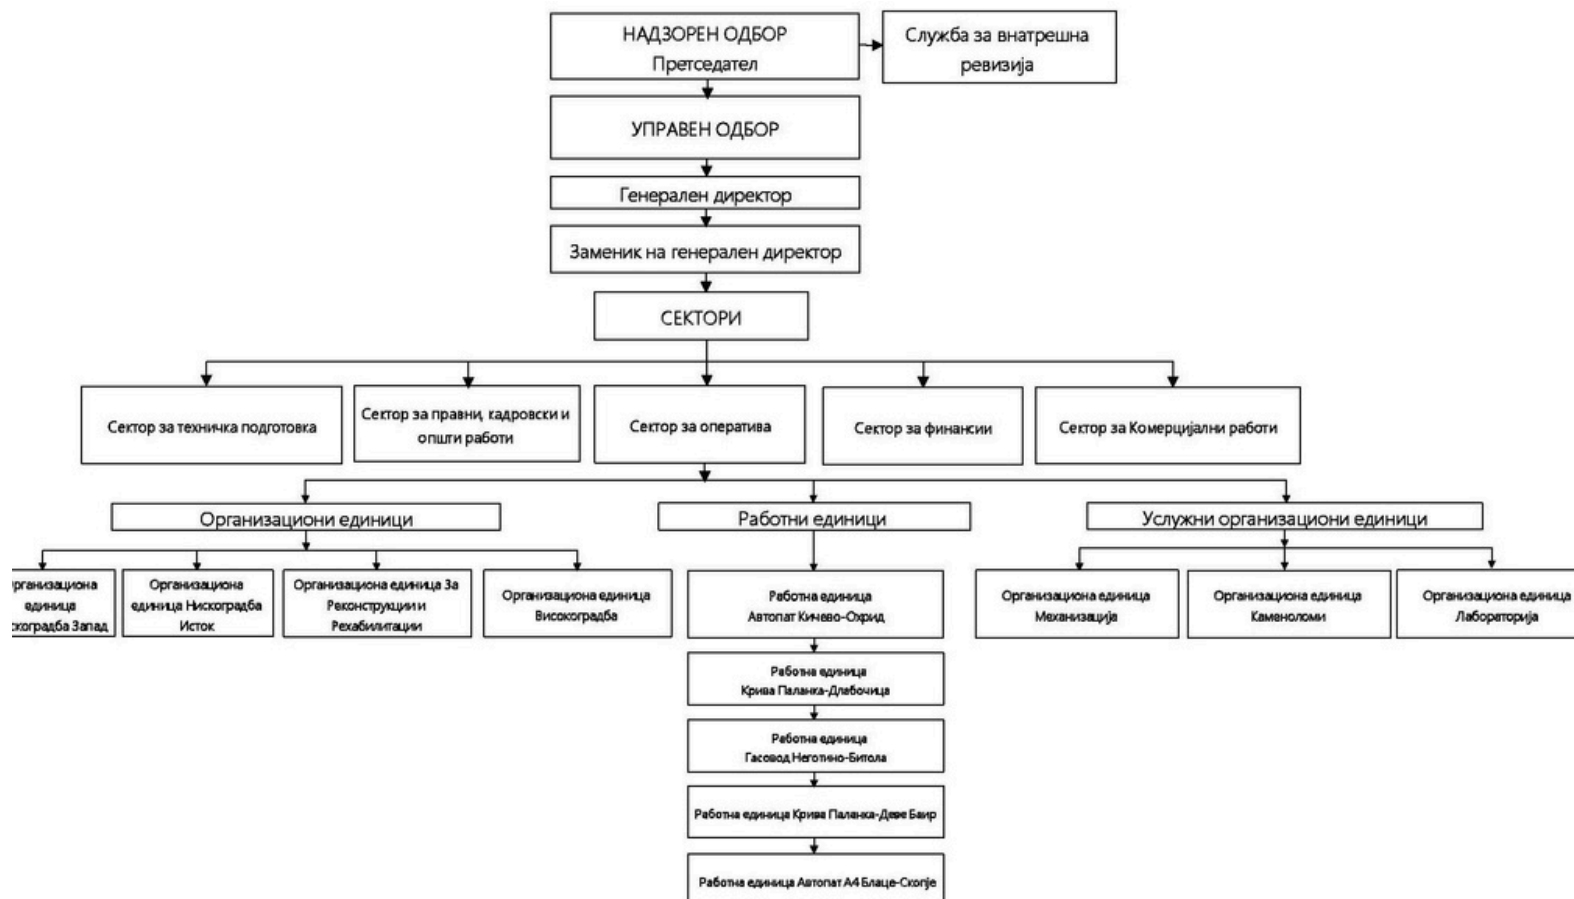 НАДЗОРЕН ОДБОР
Претседател
Служба за внатрешна
ревизија
УПРАВЕН ОДБОР
Генерален директор
Заменик на генерален директор
СЕКТОРИ
Сектор за техничка подготовка
Сектор за правни, кадровски и
општи работи
Сектор за оператива
Сектор за финансии
Сектор за Комерцијални работи
Организациони единици
Работни единици
Услужни организациони единици
единица
Запад
Организациона
единица Нискоградба
Исток
Организациона единица За
Реконструкции и
Рехабилитации
Организациона единица
Високоградба
Работна единица
Автопат Кичево-Охрид
Организациона единица
Механизација
Организациона единица
Каменоломи
Организациона единица
Лабораторија
Работна единица
Крива Паланка-Длабочица
Работна единица
Гасовод Неготино-Битола
Работна единица Крива Паланка-Деве Баир
Работна единица Автопат А4 Блаце-Скопје